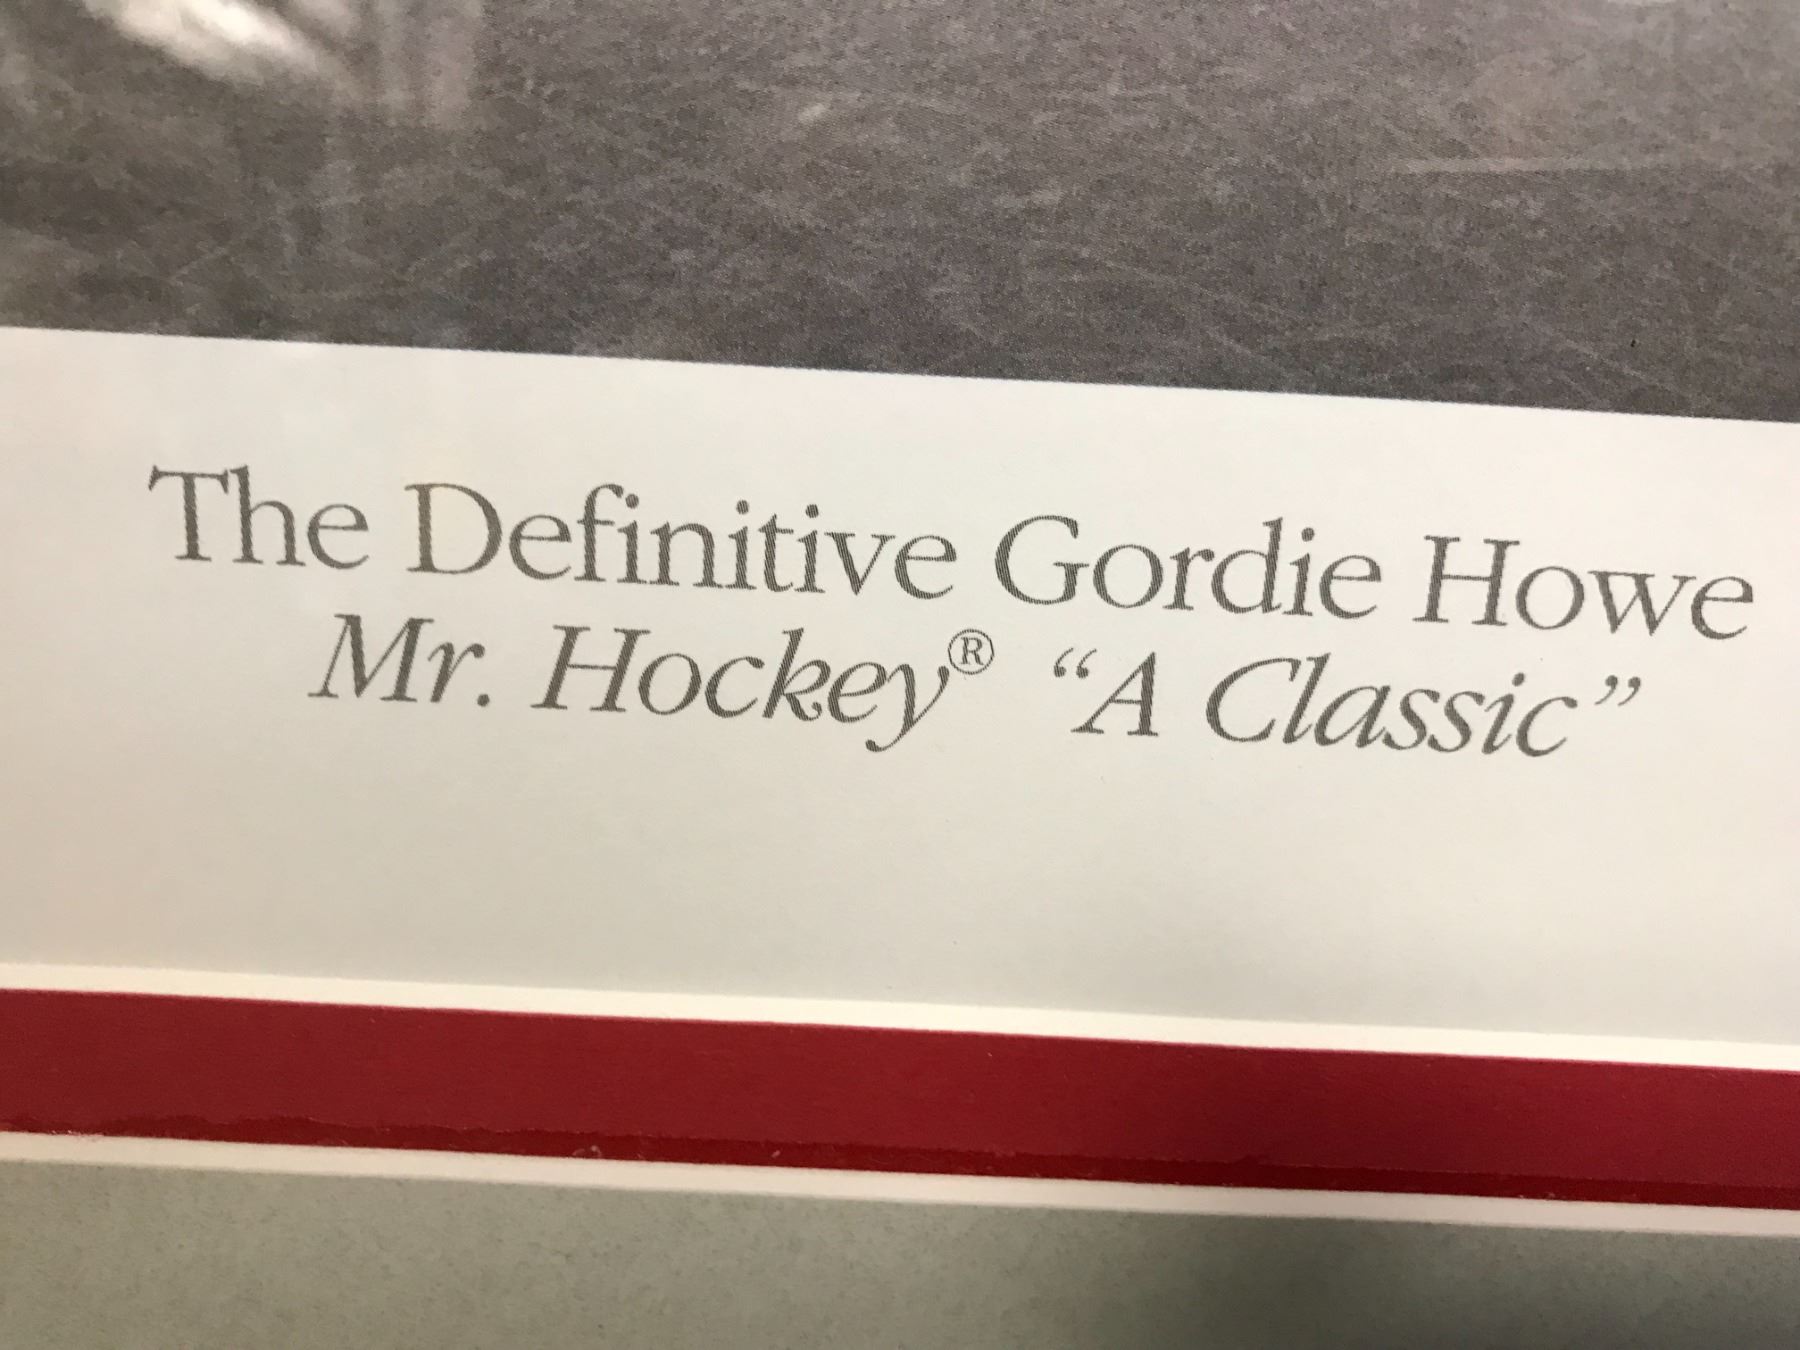 The Definitive Gordie Howe
Mr. Hockey® “A Classic”